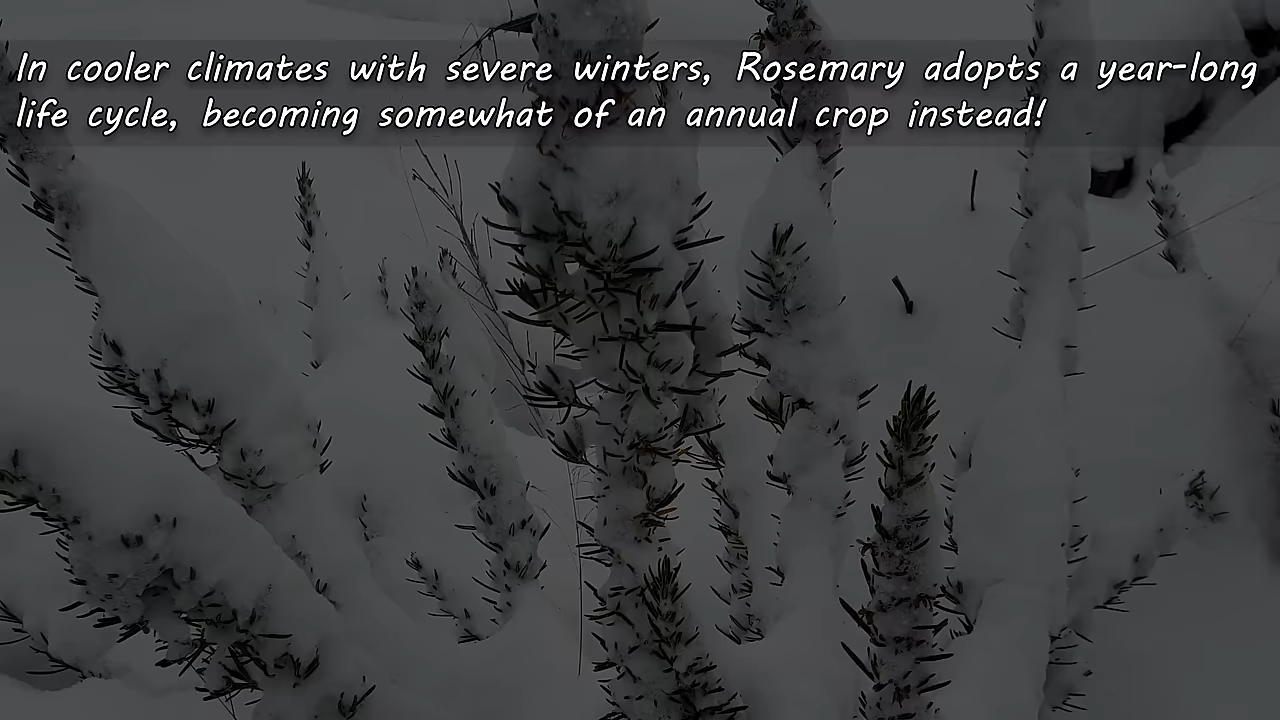 In cooler climates with severe winters, Rosemary adopts a year-long
life cycle, becoming somewhat of an annual crop instead!